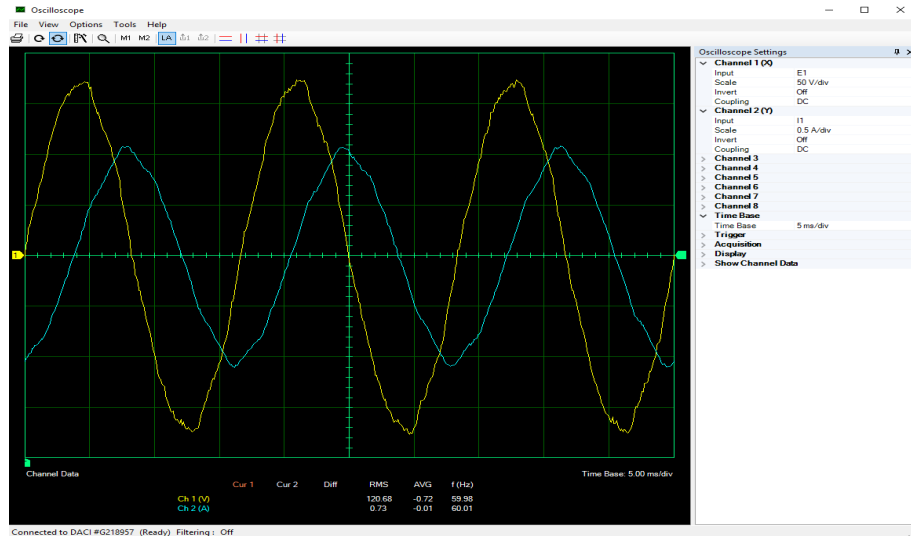 Oscilloscope
File View Options Tools Help
M1 M2 LA 1 2
Oscilloscope Settings
Channel 1 (X)
Input E1
Scale 50 V/div
Invert Off
Coupling DC
Channel 2 (Y)
Input I1
Scale 0.5 A/div
Invert Off
Coupling DC
Channel 3
Channel 4
Channel 5
Channel 6
Channel 7
Channel 8
Time Base
Time Base 5 ms/div
Trigger
Acquisition
Display
Show Channel Data
1
Channel Data Time Base: 5.00 ms/div
Cur 1 Cur 2 Diff RMS AVG f (Hz)
Ch 1 (V) 120.68 -0.72 59.98
Ch 2 (A) 0.73 -0.01 60.01
Connected to DACI #G218957 (Ready) Filtering : Off